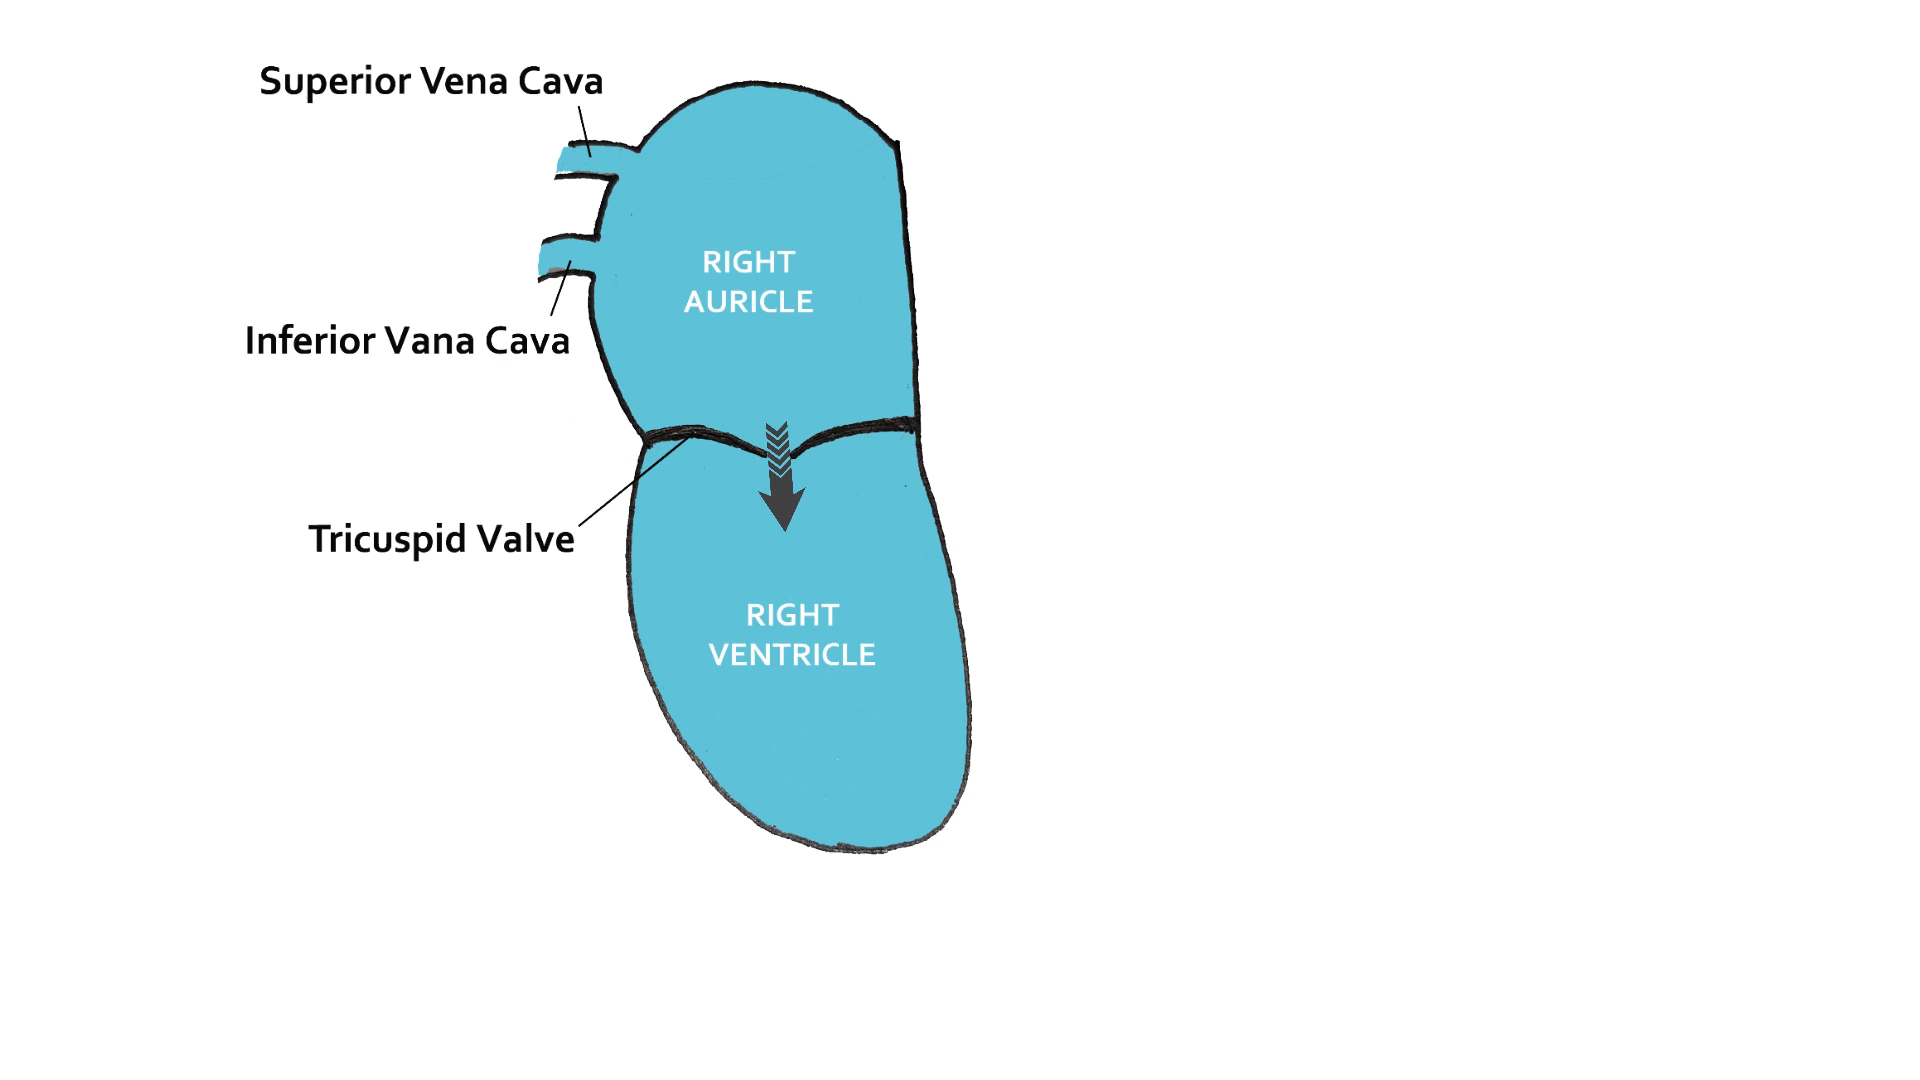 Superior Vena Cava
RIGHT
AURICLE
Inferior Vana Cava
Tricuspid Valve
RIGHT
VENTRICLE